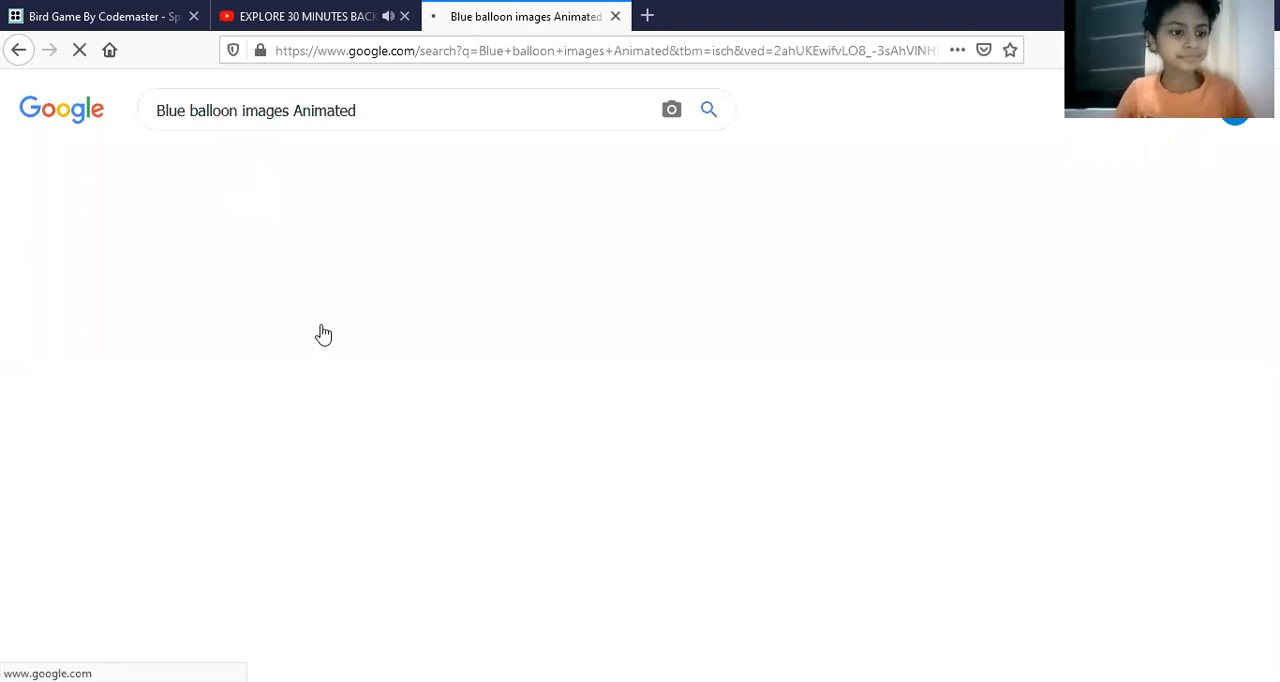 Bird Game By Codemaster - Sp
EXPLORE 30 MINUTES BACK
Blue balloon images Animated
https://www.google.com/search?q=Blue+balloon+images+Animated&tbm=isch&ved=2ahUKEwifvLO8_-3sAhVINH
Google
Blue balloon images Animated
www.google.com